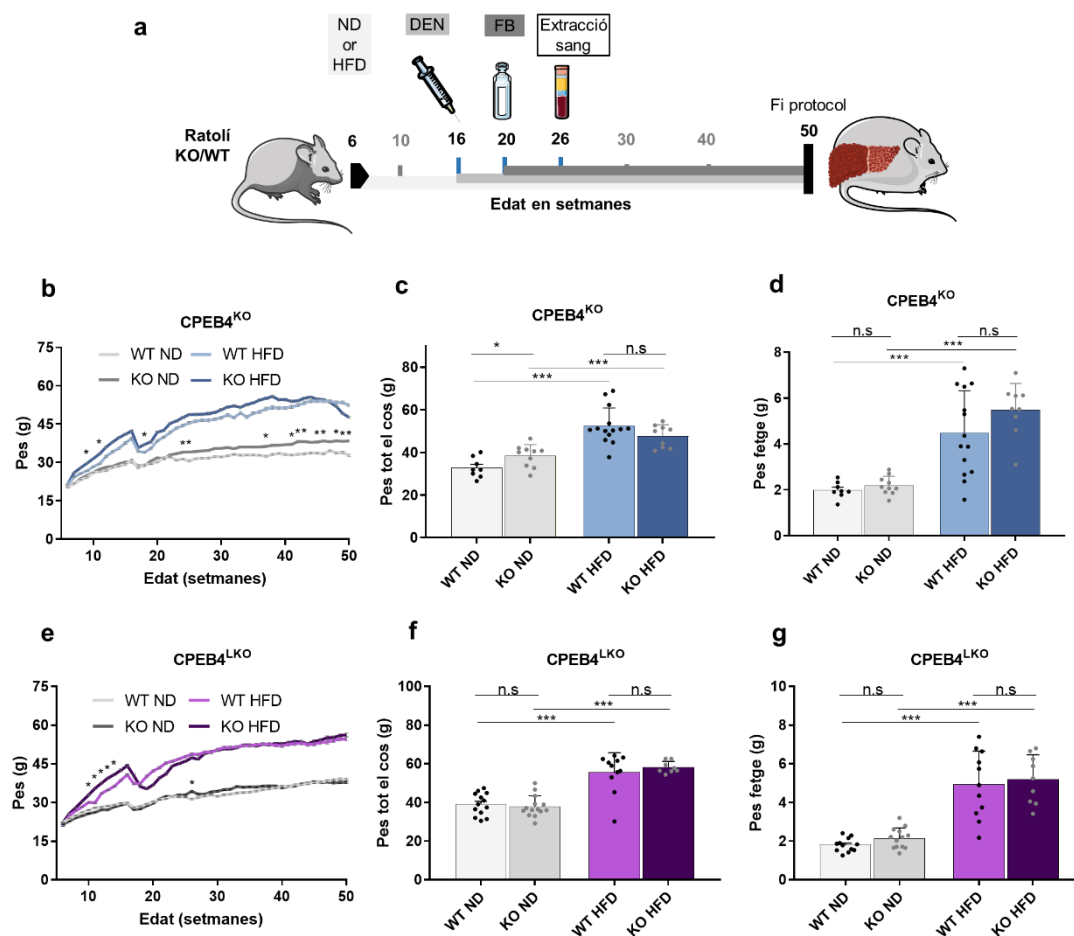 a
ND
or
HFD
DEN
FB
Extracció
sang
Fi protocol
Ratolí
KO/WT
6 10 16 20 26 30 40 50
Edat en setmanes
b
CPEB4KO
WT ND WT HFD
KO ND KO HFD
Pes (g)
75
60
45
30
15
0
* * * ** * * ** ** ***
10 20 30 40 50
Edat (setmanes)
c
CPEB4KO
Pes tot el cos (g)
80
60
40
20
0
* n.s
***
***
WT ND KO ND WT HFD KO HFD
d
CPEB4KO
Pes fetge (g)
8
6
4
2
0
n.s n.s
***
***
WT ND KO ND WT HFD KO HFD
e
CPEB4LKO
WT ND WT HFD
KO ND KO HFD
Pes (g)
75
60
45
30
15
0
* * * * * *
10 20 30 40 50
Edat (setmanes)
f
CPEB4LKO
Pes tot el cos (g)
100
80
60
40
20
0
n.s n.s
***
***
WT ND KO ND WT HFD KO HFD
g
CPEB4LKO
Pes fetge (g)
10
8
6
4
2
0
n.s n.s
***
***
WT ND KO ND WT HFD KO HFD